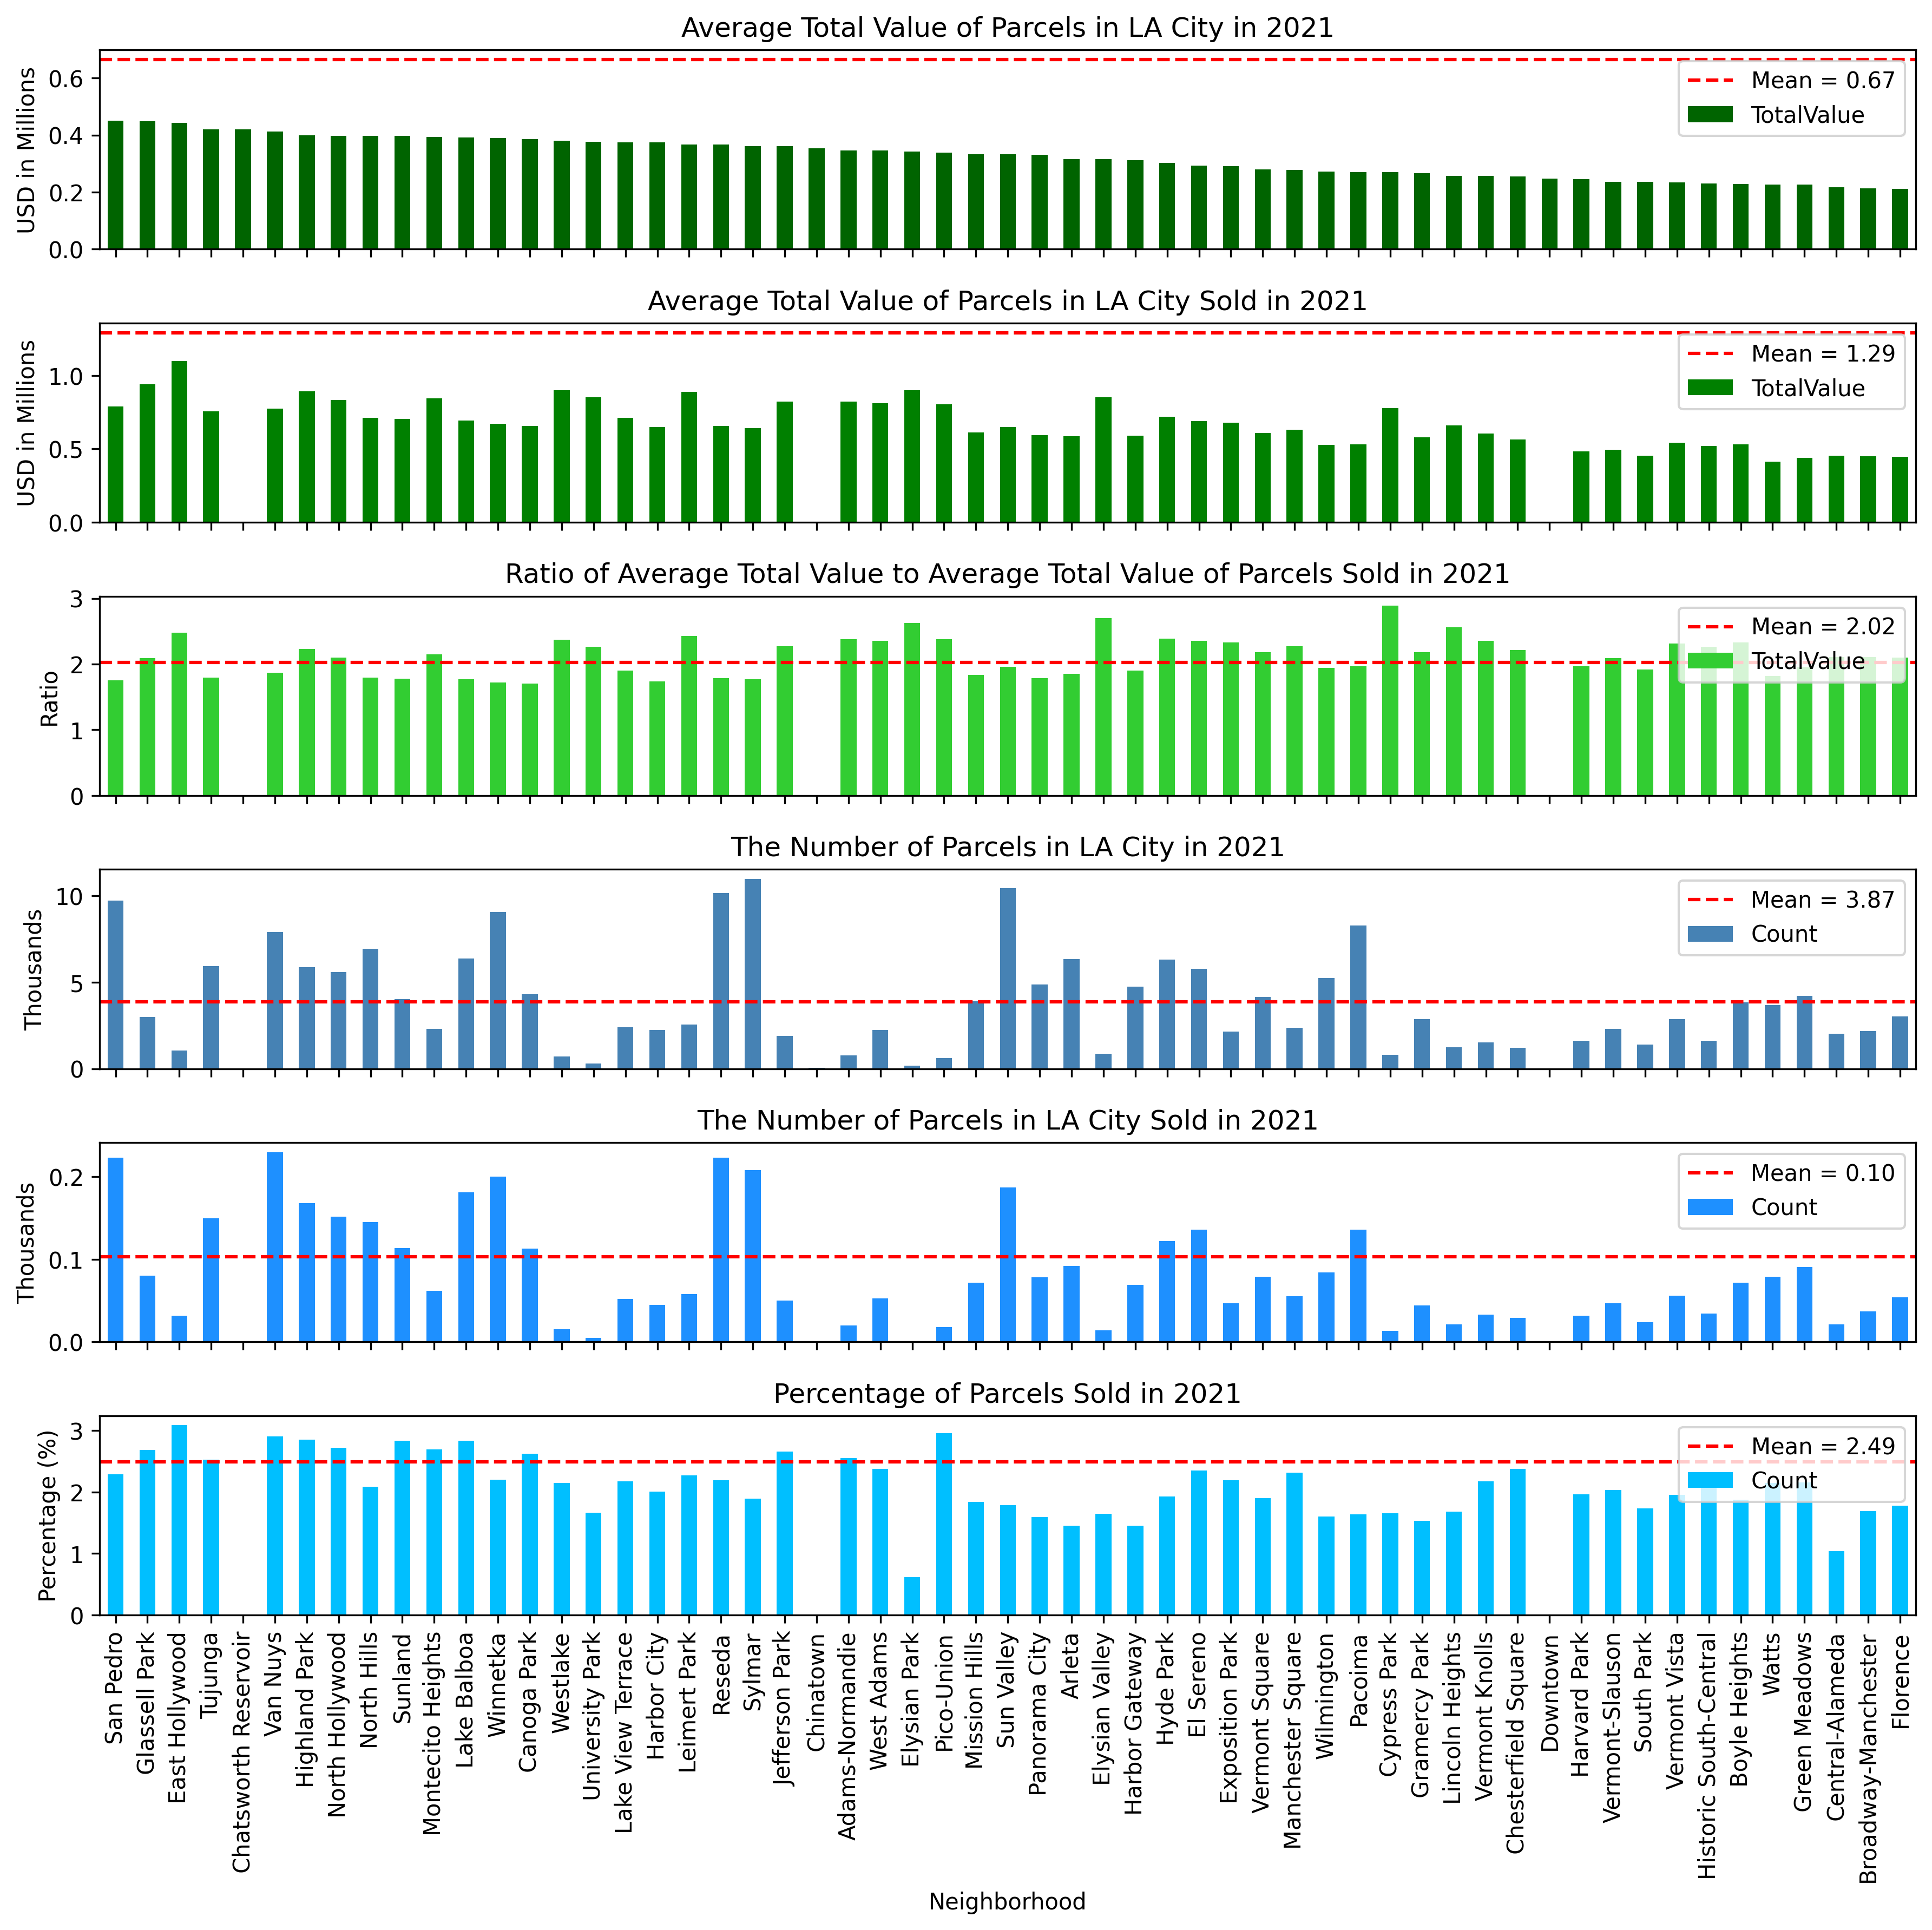 Average Total Value of Parcels in LA City in 2021
USD in Millions
0.6
0.4
0.2
0.0
Mean = 0.67
TotalValue
Average Total Value of Parcels in LA City Sold in 2021
USD in Millions
1.0
0.5
0.0
Mean = 1.29
TotalValue
Ratio of Average Total Value to Average Total Value of Parcels Sold in 2021
Ratio
3
2
1
0
Mean = 2.02
TotalValue
The Number of Parcels in LA City in 2021
Thousands
10
5
0
Mean = 3.87
Count
The Number of Parcels in LA City Sold in 2021
Thousands
0.2
0.1
0.0
Mean = 0.10
Count
Percentage of Parcels Sold in 2021
Percentage (%)
3
2
1
0
Mean = 2.49
Count
San Pedro
Glassell Park
East Hollywood
Tujunga
Chatsworth Reservoir
Van Nuys
Highland Park
North Hollywood
North Hills
Sunland
Montecito Heights
Lake Balboa
Winnetka
Canoga Park
Westlake
University Park
Lake View Terrace
Harbor City
Leimert Park
Reseda
Sylmar
Jefferson Park
Chinatown
Adams-Normandie
West Adams
Elysian Park
Pico-Union
Mission Hills
Sun Valley
Panorama City
Arleta
Elysian Valley
Harbor Gateway
Hyde Park
El Sereno
Exposition Park
Vermont Square
Manchester Square
Wilmington
Pacoima
Cypress Park
Gramercy Park
Lincoln Heights
Vermont Knolls
Chesterfield Square
Downtown
Harvard Park
Vermont-Slauson
South Park
Vermont Vista
Historic South-Central
Boyle Heights
Watts
Green Meadows
Central-Alameda
Broadway-Manchester
Florence
Neighborhood